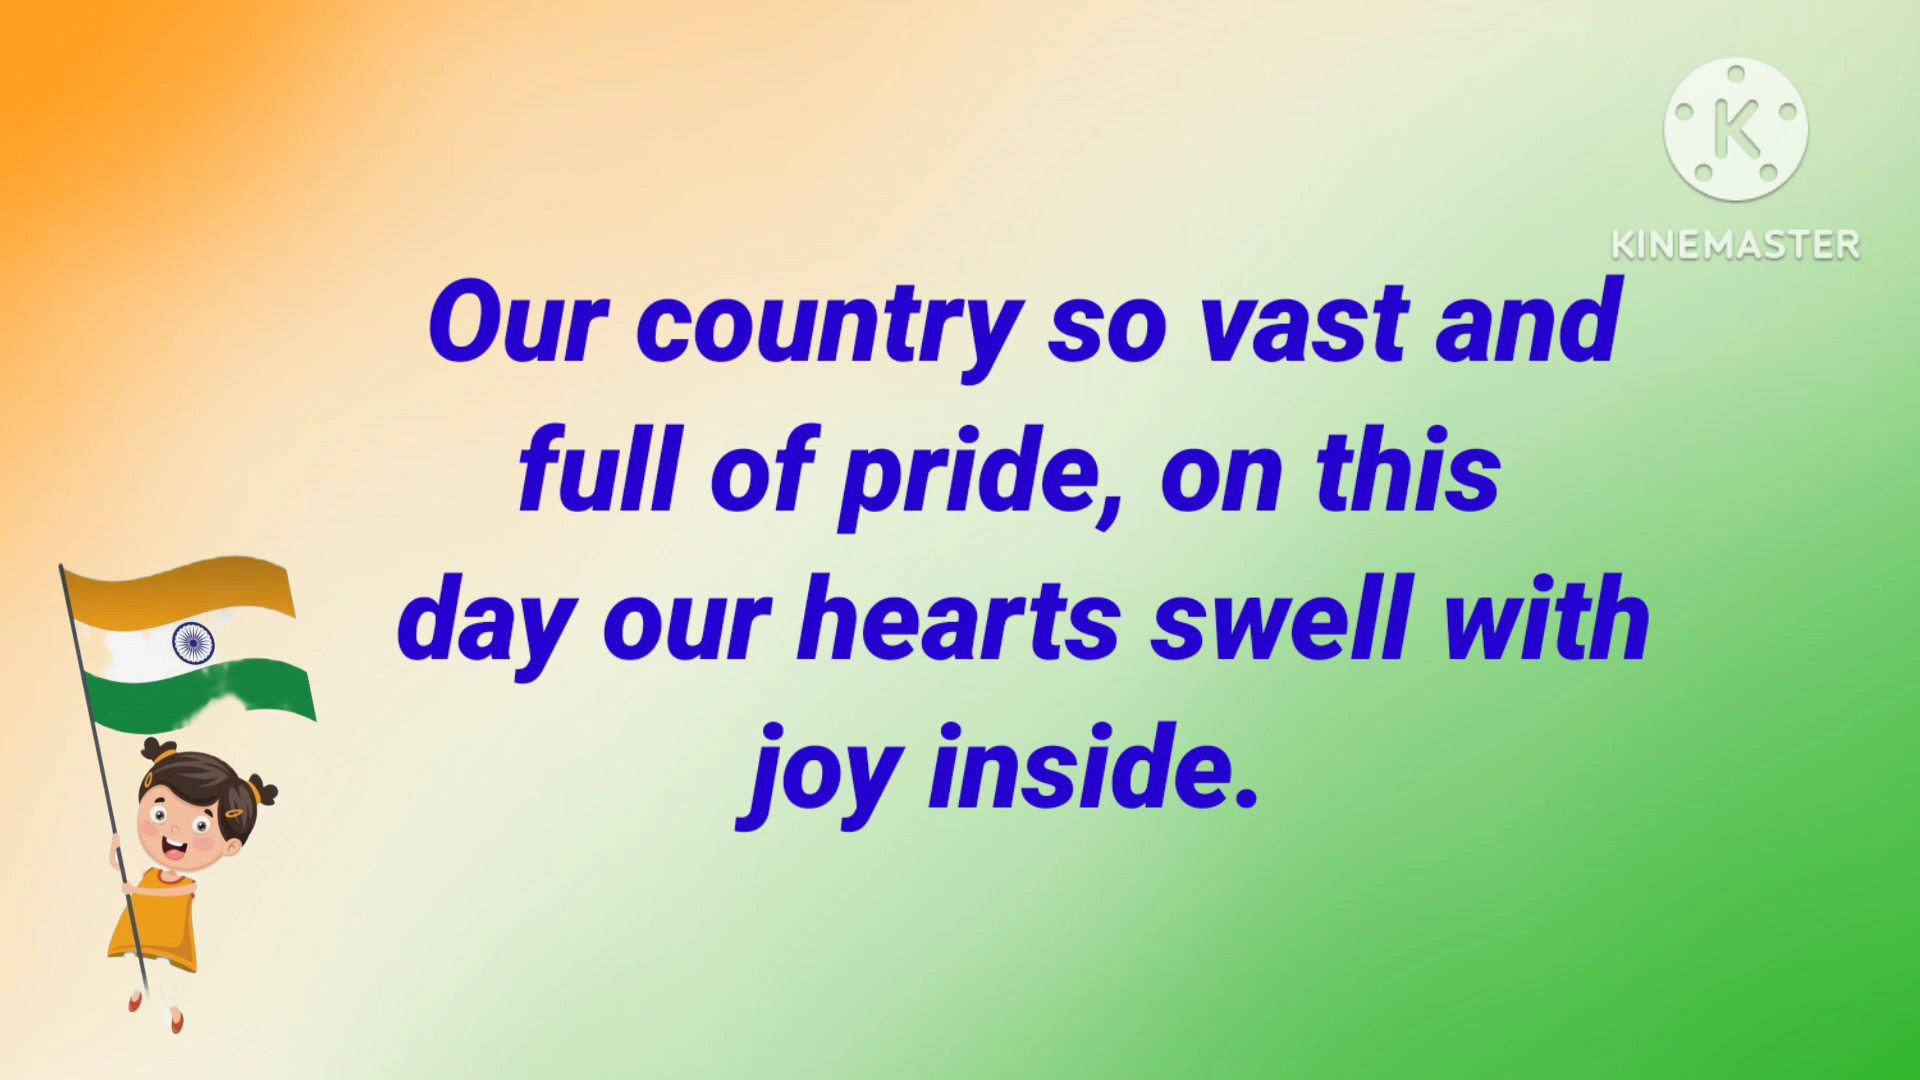 K
KINEMASTER
Our country so vast and
full of pride, on this
day our hearts swell with
joy inside.